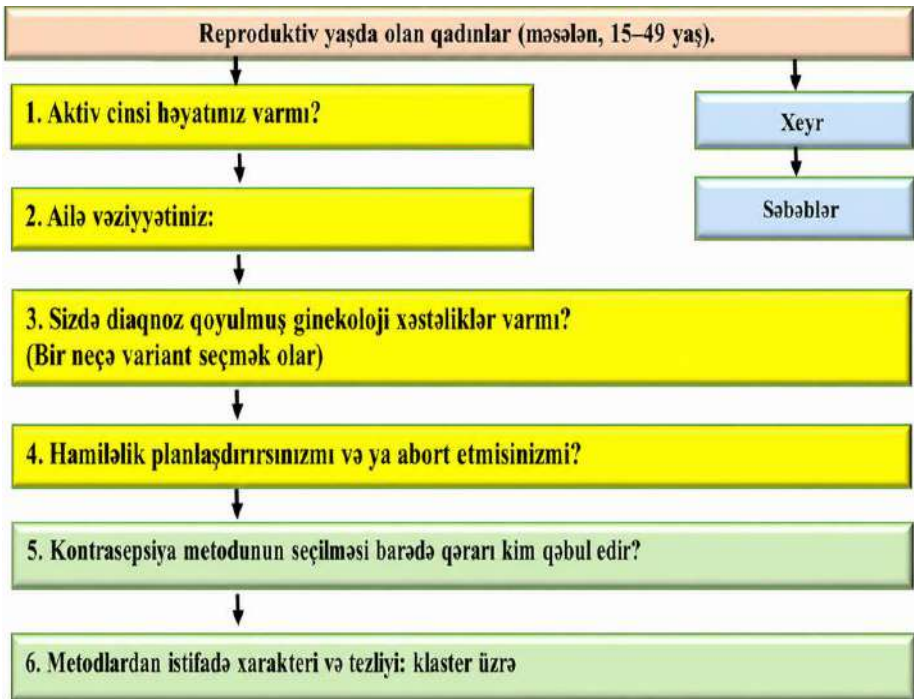 Reproduktiv yaşda olan qadınlar (məsələn, 15–49 yaş).
1. Aktiv cinsi həyatınız varmı?
Xeyr
2. Ailə vəziyyətiniz:
Səbəblər
3. Sizdə diaqnoz qoyulmuş ginekoloji xəstəliklər varmı?
(Bir neçə variant seçmək olar)
4. Hamiləlik planlaşdırırsınızmı və ya abort etmisinizmi?
5. Kontrasepsiya metodunun seçilməsi barədə qərarı kim qəbul edir?
6. Metodlardan istifadə xarakteri və tezliyi: klaster üzrə